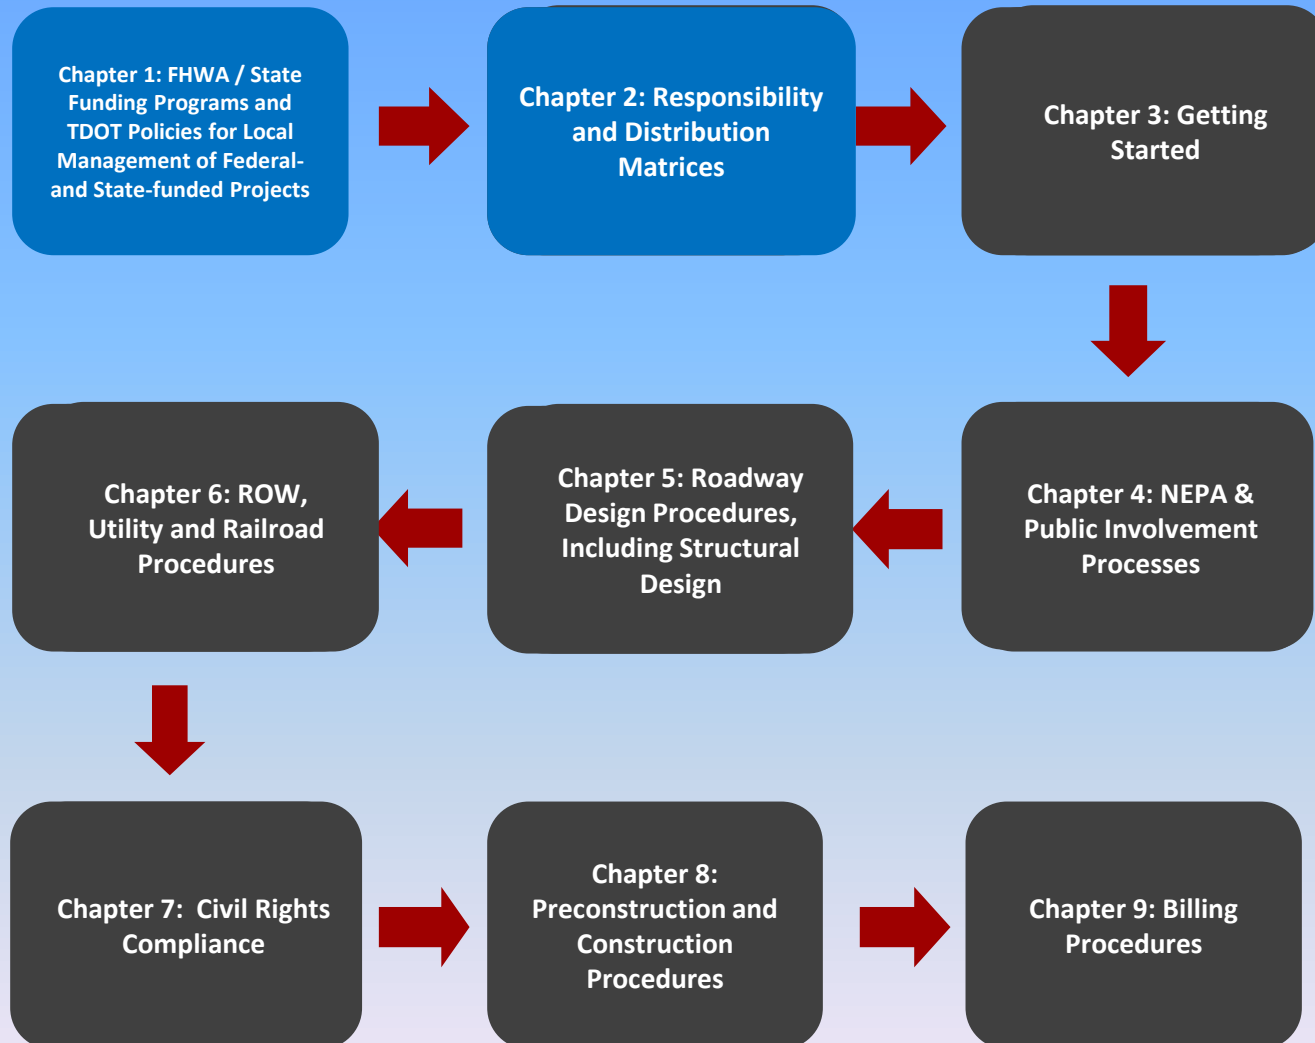 Chapter 1: FHWA / State
Funding Programs and
TDOT Policies for Local
Management of Federal-
and State-funded Projects
Chapter 2: Responsibility
and Distribution
Matrices
Chapter 3: Getting
Started
Chapter 4: NEPA &
Public Involvement
Processes
Chapter 5: Roadway
Design Procedures,
Including Structural
Design
Chapter 6: ROW,
Utility and Railroad
Procedures
Chapter 7:  Civil Rights
Compliance
Chapter 8:
Preconstruction and
Construction
Procedures
Chapter 9: Billing
Procedures